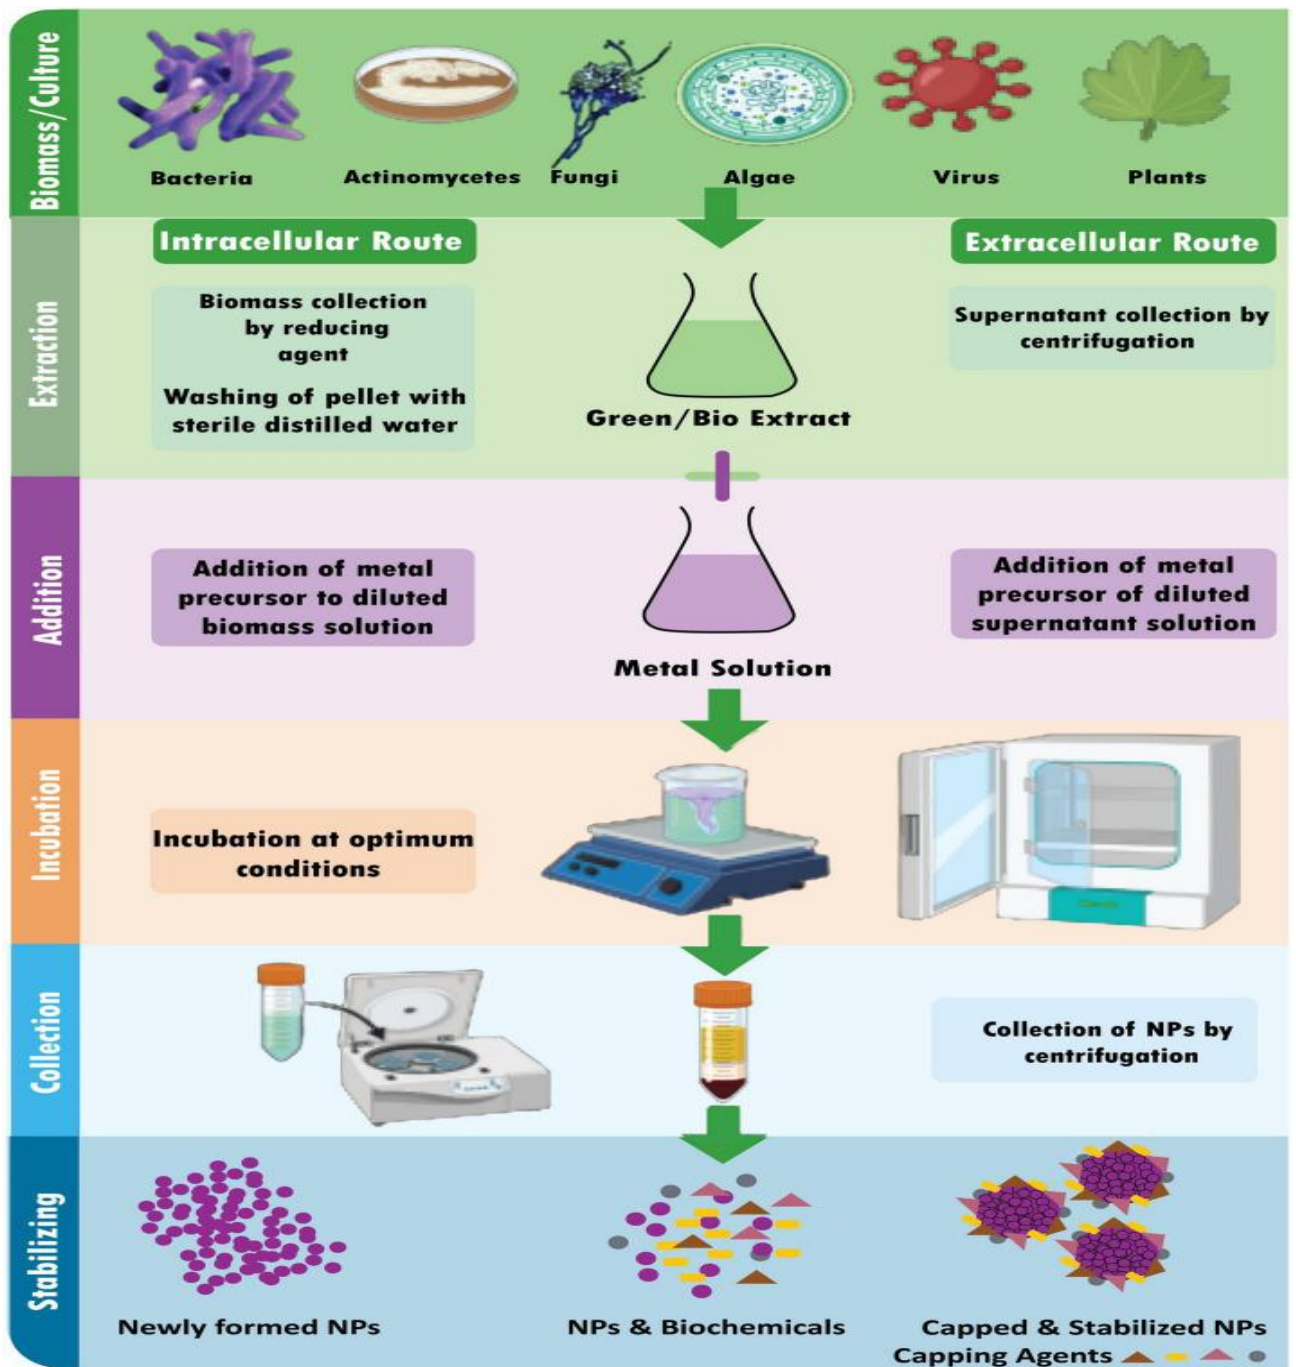 Biomass/Culture
Bacteria
Actinomycetes
Fungi
Algae
Virus
Plants
Extraction
Intracellular Route
Extracellular Route
Biomass collection
by reducing
agent
Washing of pellet with
sterile distilled water
Green/Bio Extract
Supernatant collection by
centrifugation
Addition
Addition of metal
precursor to diluted
biomass solution
Metal Solution
Addition of metal
precursor of diluted
supernatant solution
Incubation
Incubation at optimum
conditions
Collection
Collection of NPs by
centrifugation
Stabilizing
Newly formed NPs
NPs & Biochemicals
Capped & Stabilized NPs
Capping Agents